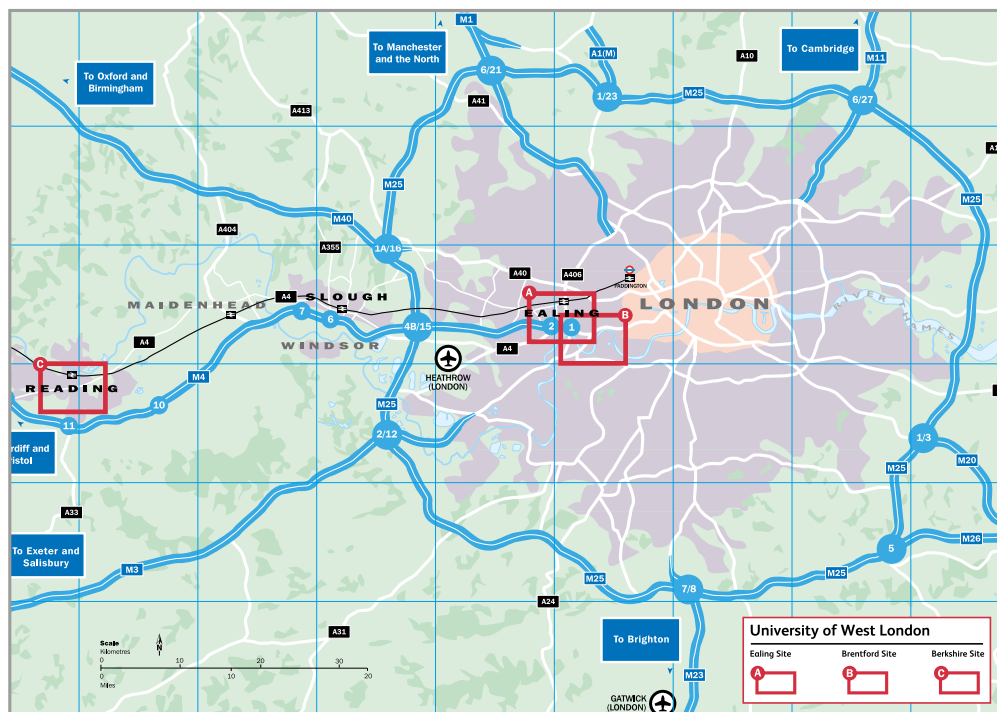 M1
To Manchester
and the North
A1(M)
A10
To Cambridge
M11
To Oxford and
Birmingham
6/21
A413
A41
1/23
M25
6/27
M25
M25
M40
A404
A355
1A/16
A40
A406
PADDINGTON
A
MAIDENHEAD
A4
SLOUGH
7
6
WINDSOR
4B/15
EALING
2
1
B
LONDON
RIVER THAMES
A4
A4
HEATHROW
(LONDON)
C
READING
M4
10
11
M25
2/12
rdiff and
ristol
1/3
M25
M20
A33
To Exeter and
Salisbury
M3
M26
5
M25
M25
7/8
A24
A31
To Brighton
M23
GATWICK
(LONDON)
Scale
Kilometres
N
0
10
20
30
0
10
20
Miles
University of West London
Ealing Site
Brentford Site
Berkshire Site
A
B
C